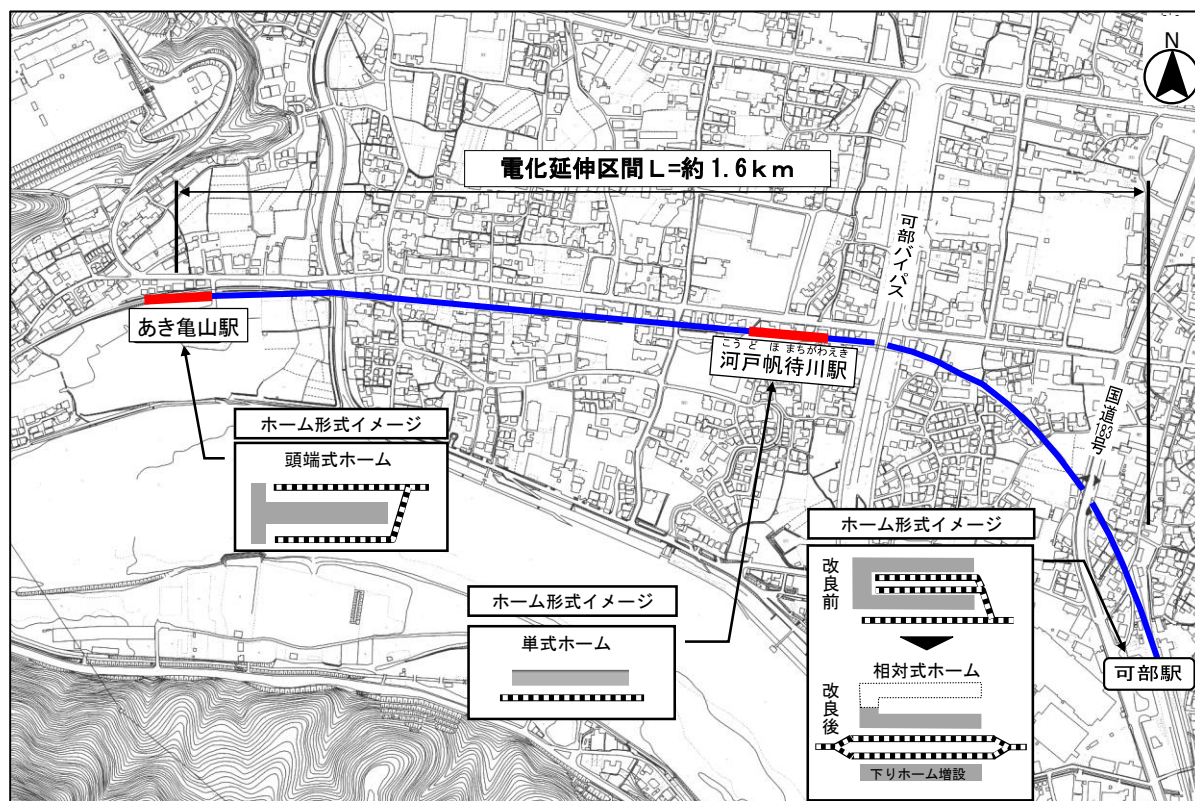 N
電化延伸区間L=約1.6km
可部バイパス
あき亀山駅
こうどほまちがわえき
河戸帆待川駅
国道183号
ホーム形式イメージ
頭端式ホーム
ホーム形式イメージ
単式ホーム
ホーム形式イメージ
改良前
相対式ホーム
改良後
下りホーム増設
可部駅